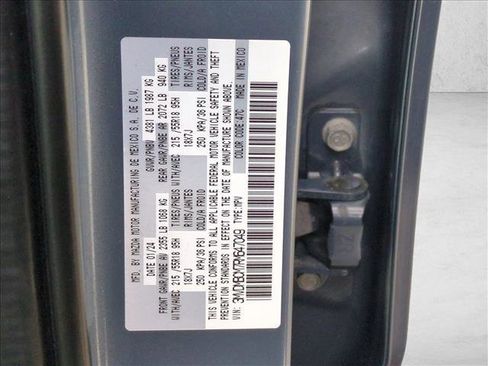 MFD. BY MAZDA MOTOR MANUFACTURING DE MEXICO S.A. DE C.V.
DATE: 01/24 GVWR/PNBV 4381 LB 1987 KG
FRONT GAWR/PNBE AV 2355 LB 1068 KG REAR GAWR/PNBE AR 2072 LB 940 KG
WITH/AVEC 215/55R18 95H TIRES/PNEUS WITH/AVEC 215/55R18 95H TIRES/PNEUS
18X7J RIMS/JANTES 18X7J RIMS/JANTES
250 KPA/36 PSI COLD/A FROID 250 KPA/36 PSI COLD/A FROID
THIS VEHICLE CONFORMS TO ALL APPLICABLE FEDERAL MOTOR VEHICLE SAFETY AND THEFT
PREVENTION STANDARDS IN EFFECT ON THE DATE OF MANUFACTURE SHOWN ABOVE.
VIN: TYPE:MPV COLOR CODE:47C
MADE IN MEXICO